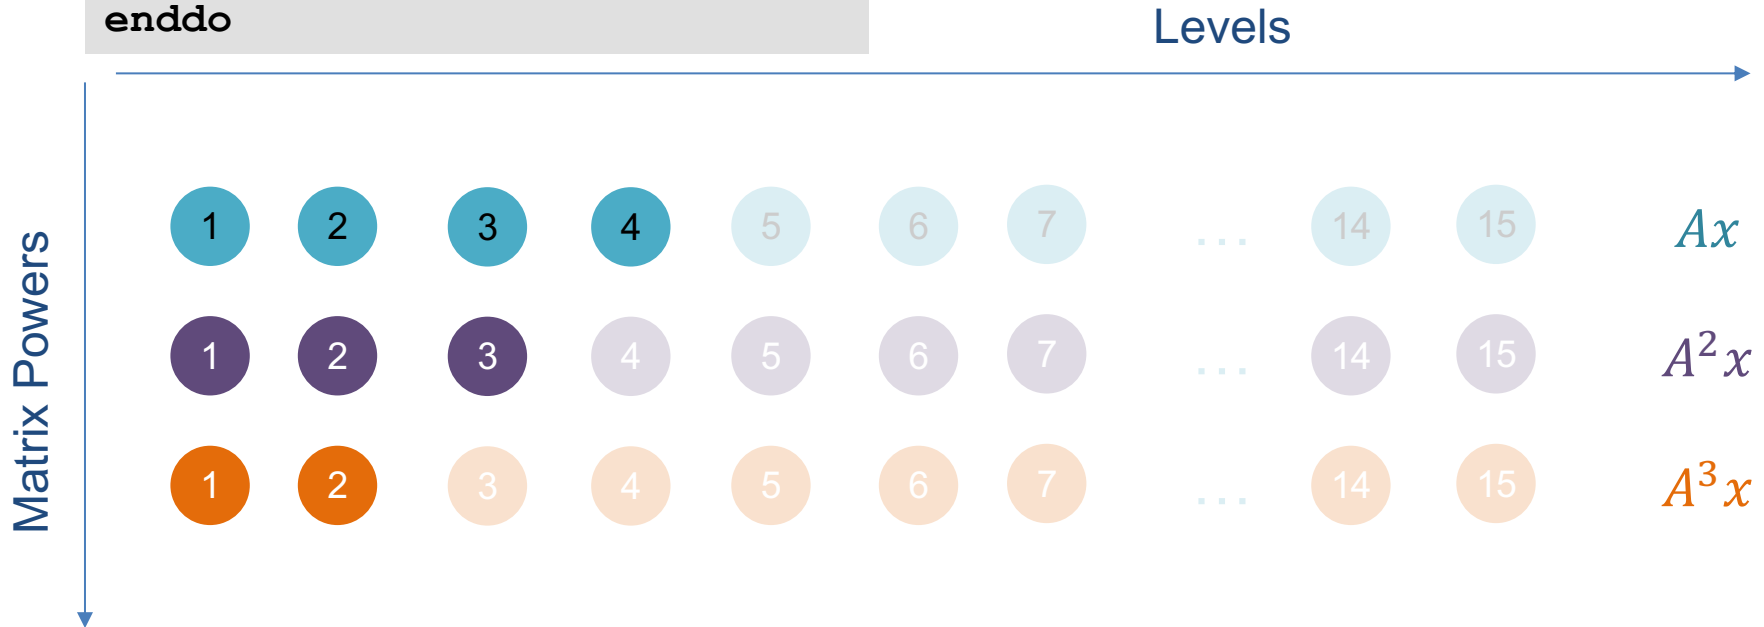 enddo
Levels
Matrix Powers
1 2 3 4 5 6 7 ... 14 15 Ax
1 2 3 4 5 6 7 ... 14 15 A²x
1 2 3 4 5 6 7 ... 14 15 A³x